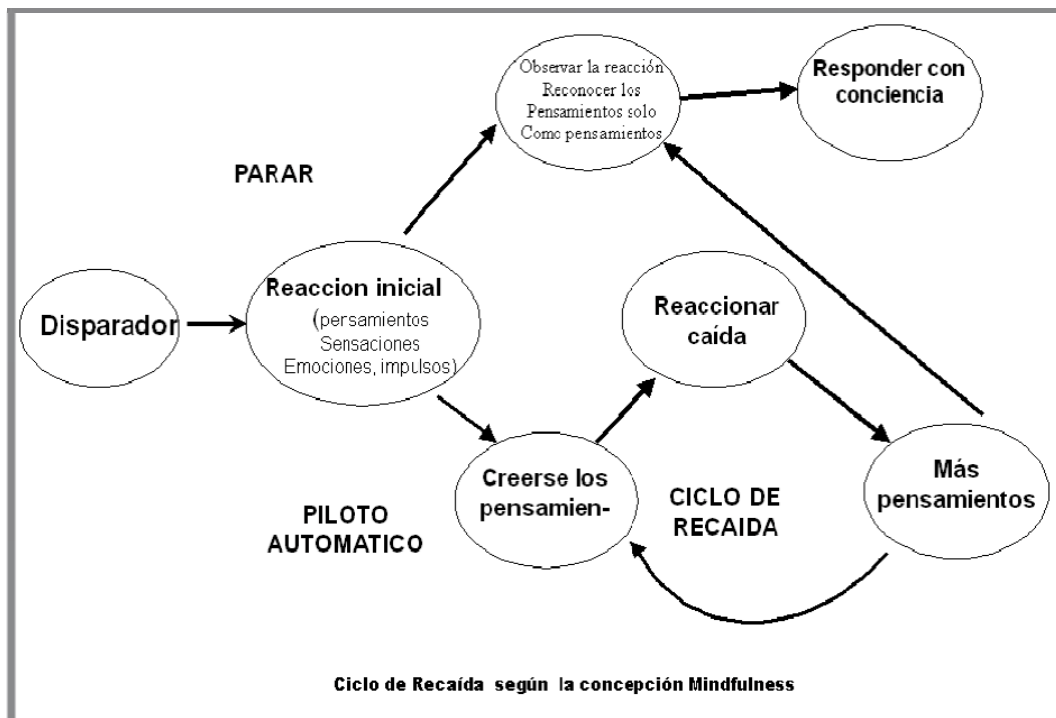 Observar la reacción
Reconocer los
Pensamientos solo
Como pensamientos
Responder con
conciencia
PARAR
Disparador
Reaccion inicial
(persamientos
Sensaciones
Emociones, impulsos)
Reaccionar
caída
Creerse los
pensamien-
PILOTO
AUTOMATICO
CICLO DE
RECAIDA
Más
pensamientos
Ciclo de Recaída según la concepción Mindfulness